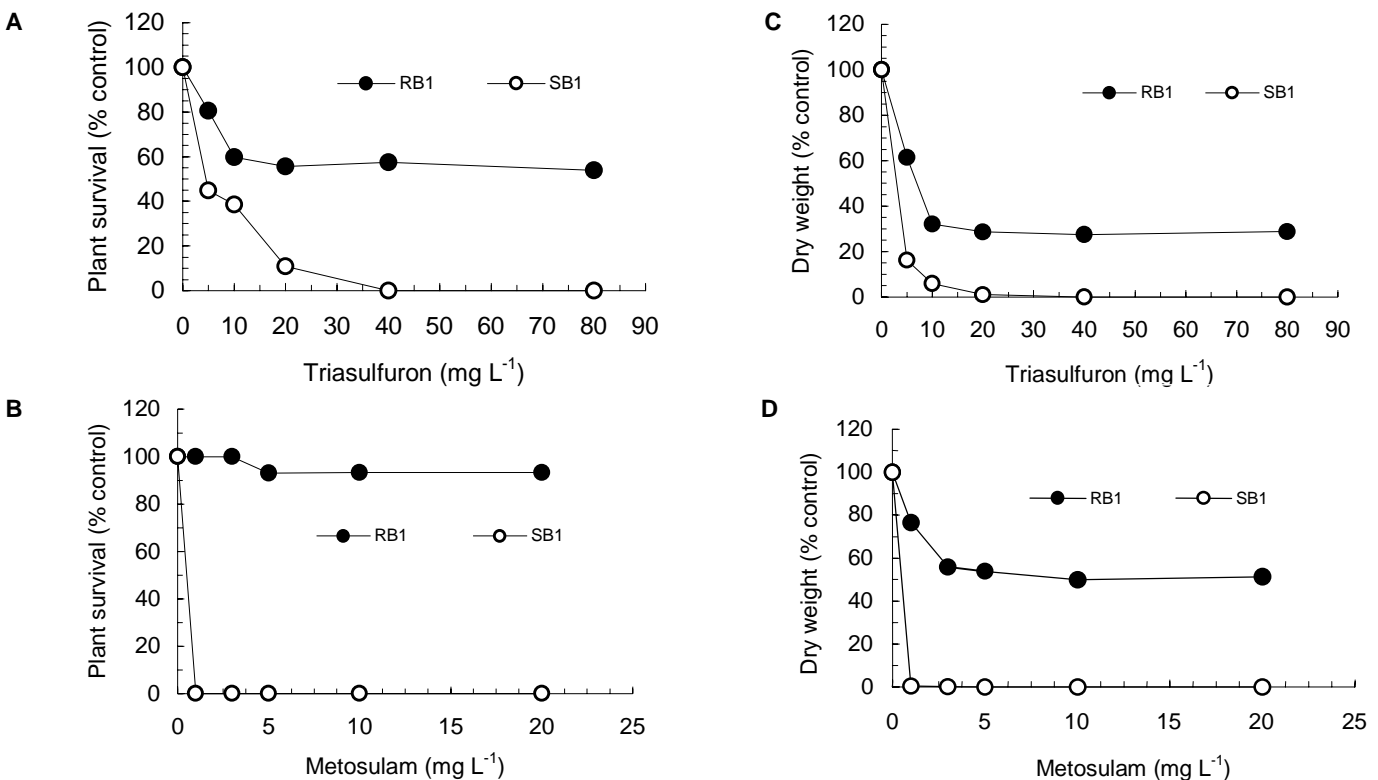 A
Plant survival (% control)
120
100
80
60
40
20
0
RB1 SB1
0 10 20 30 40 50 60 70 80 90
Triasulfuron (mg L⁻¹)
C
Dry weight (% control)
120
100
80
60
40
20
0
RB1 SB1
0 10 20 30 40 50 60 70 80 90
Triasulfuron (mg L⁻¹)
B
Plant survival (% control)
120
100
80
60
40
20
0
RB1 SB1
0 5 10 15 20 25
Metosulam (mg L⁻¹)
D
Dry weight (% control)
120
100
80
60
40
20
0
RB1 SB1
0 5 10 15 20 25
Metosulam (mg L⁻¹)